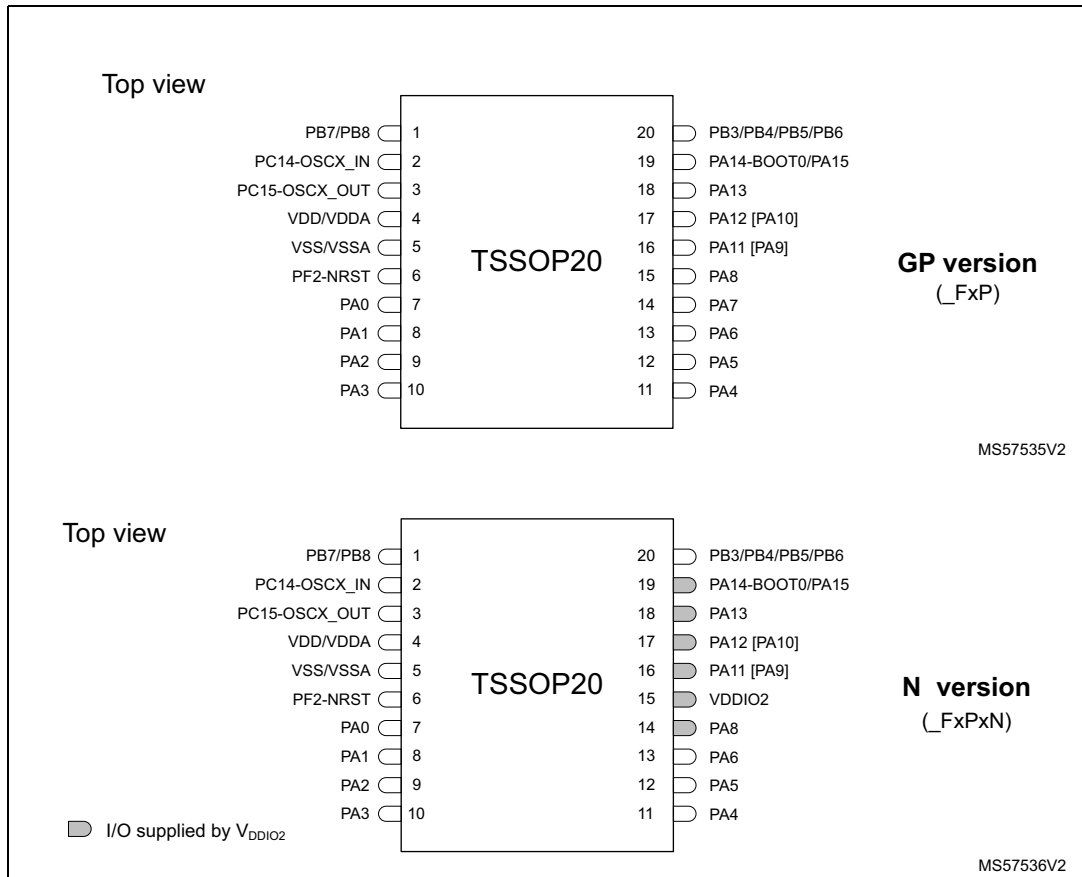 Top view
PB7/PB8 1 20 PB3/PB4/PB5/PB6
PC14-OSCX_IN 2 19 PA14-BOOT0/PA15
PC15-OSCX_OUT 3 18 PA13
VDD/VDDA 4 17 PA12 [PA10]
VSS/VSSA 5 16 PA11 [PA9]
TSSOP20
GP version
PF2-NRST 6 15 PA8
(_FxP)
PA0 7 14 PA7
PA1 8 13 PA6
PA2 9 12 PA5
PA3 10 11 PA4
MS57535V2
Top view
PB7/PB8 1 20 PB3/PB4/PB5/PB6
PC14-OSCX_IN 2 19 PA14-BOOT0/PA15
PC15-OSCX_OUT 3 18 PA13
VDD/VDDA 4 17 PA12 [PA10]
VSS/VSSA 5 16 PA11 [PA9]
TSSOP20
N version
PF2-NRST 6 15 VDDIO2
(_FxPxN)
PA0 7 14 PA8
PA1 8 13 PA6
PA2 9 12 PA5
PA3 10 11 PA4
I/O supplied by VDDIO2
MS57536V2